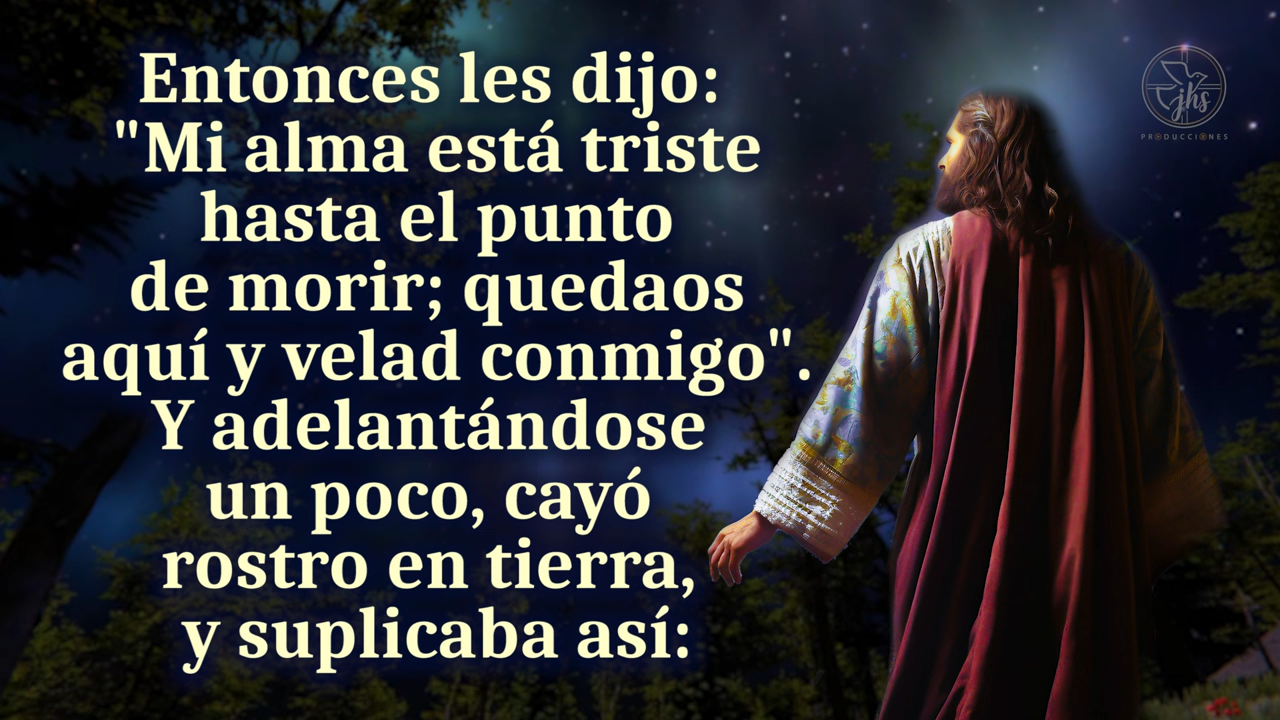 Entonces les dijo:
"Mi alma está triste
hasta el punto
de morir; quedaos
aquí y velad conmigo".
Y adelantándose
un poco, cayó
rostro en tierra,
y suplicaba así:
jhs
PRODUCCIONES